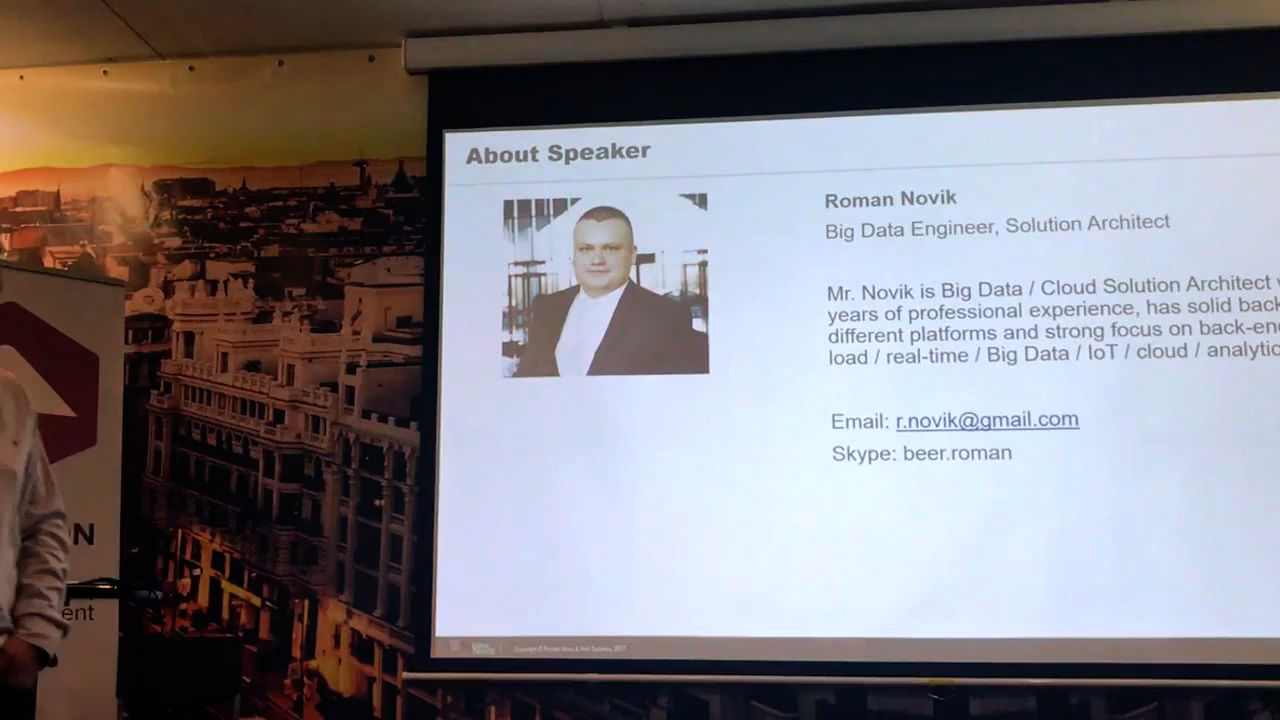 About Speaker
Roman Novik
Big Data Engineer, Solution Architect
Mr. Novik is Big Data / Cloud Solution Architect
years of professional experience, has solid back
different platforms and strong focus on back-en
load / real-time / Big Data / IoT / cloud / analytic
Email: r.novik@gmail.com
Skype: beer.roman
N
ent